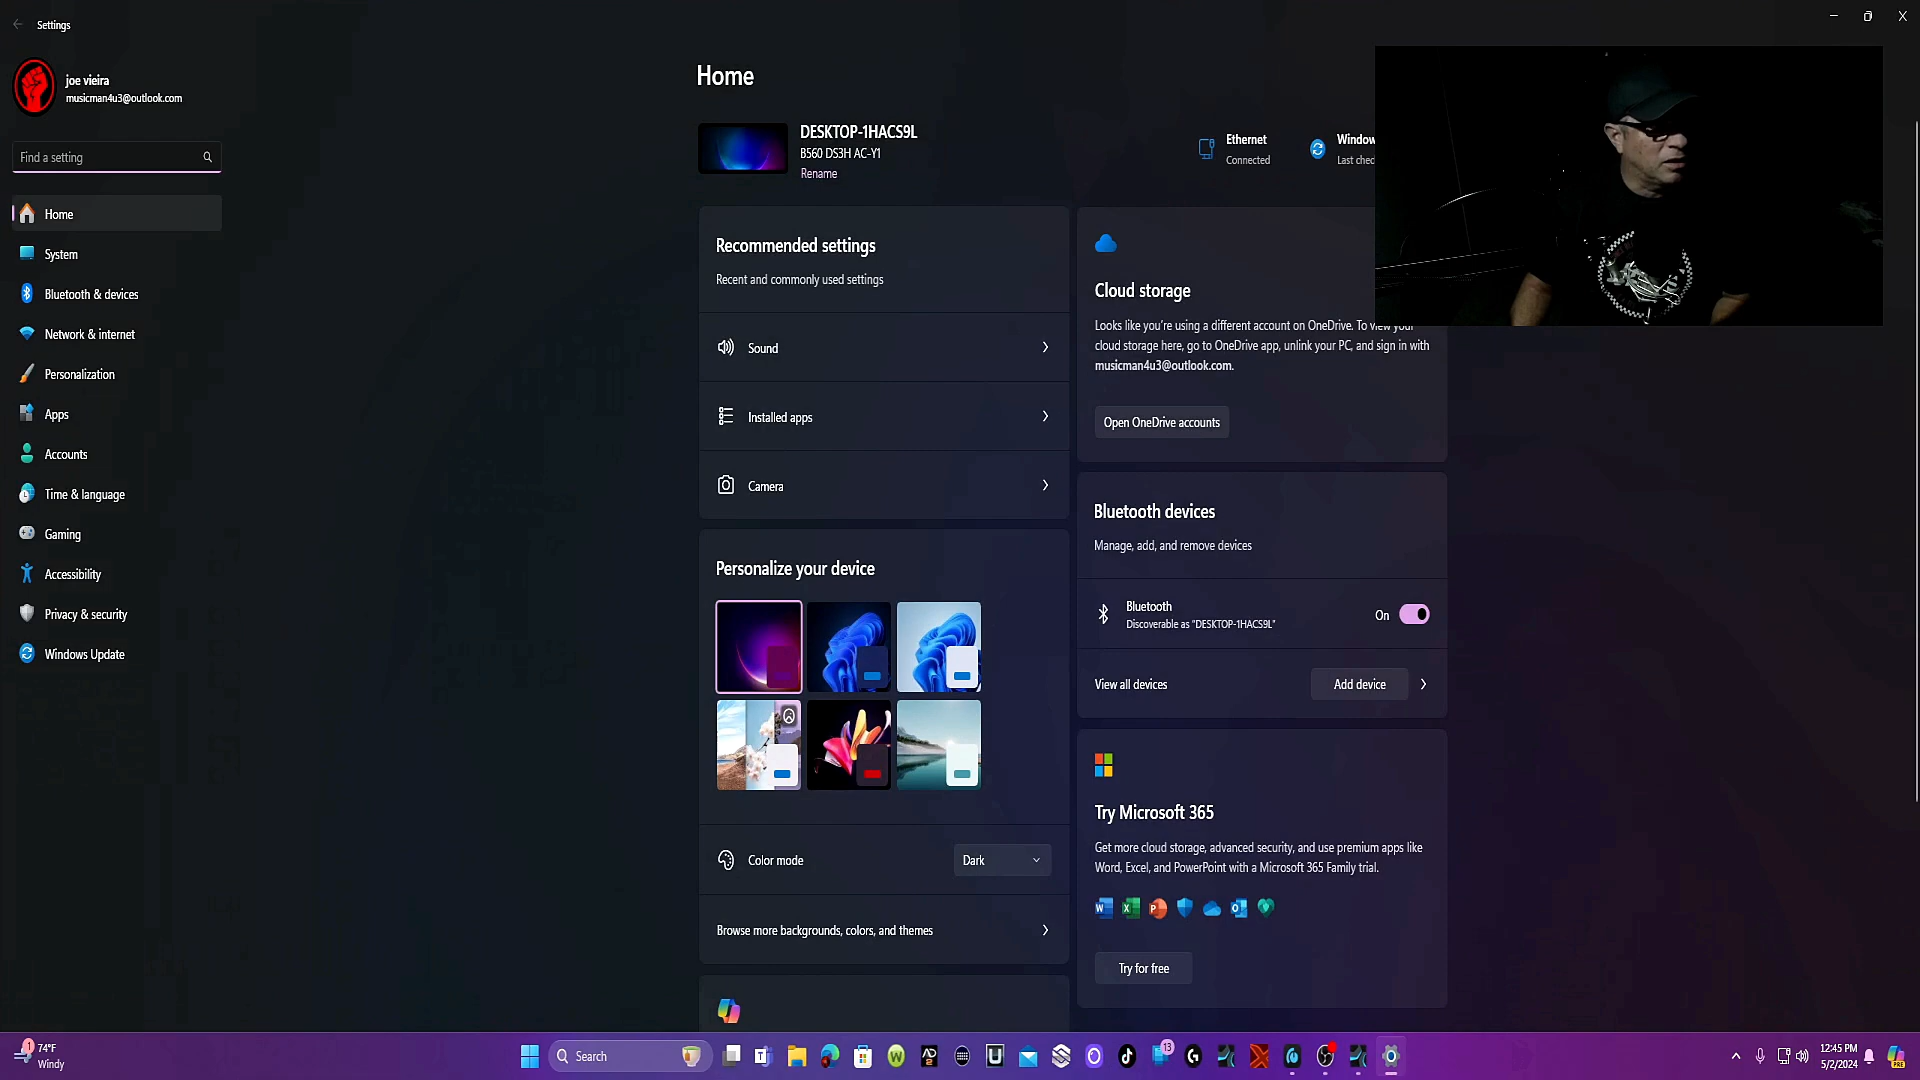 Settings
joe vieira
musicman4u3@outlook.com
Find a setting
Home
System
Bluetooth & devices
Network & internet
Personalization
Apps
Accounts
Time & language
Gaming
Accessibility
Privacy & security
Windows Update
Home
DESKTOP-1HACS9L
B560 DS3H AC-Y1
Rename
Ethernet
Connected
Window
Last chec
Recommended settings
Recent and commonly used settings
Sound
Installed apps
Camera
Personalize your device
Color mode
Dark
Browse more backgrounds, colors, and themes
Cloud storage
Looks like you're using a different account on OneDrive. To view your
cloud storage here, go to OneDrive app, unlink your PC, and sign in with
musicman4u3@outlook.com.
Open OneDrive accounts
Bluetooth devices
Manage, add, and remove devices
Bluetooth
Discoverable as "DESKTOP-1HACS9L"
On
View all devices
Add device
Try Microsoft 365
Get more cloud storage, advanced security, and use premium apps like
Word, Excel, and PowerPoint with a Microsoft 365 Family trial.
Try for free
1
74°F
Windy
Search
13
12:45 PM
5/2/2024